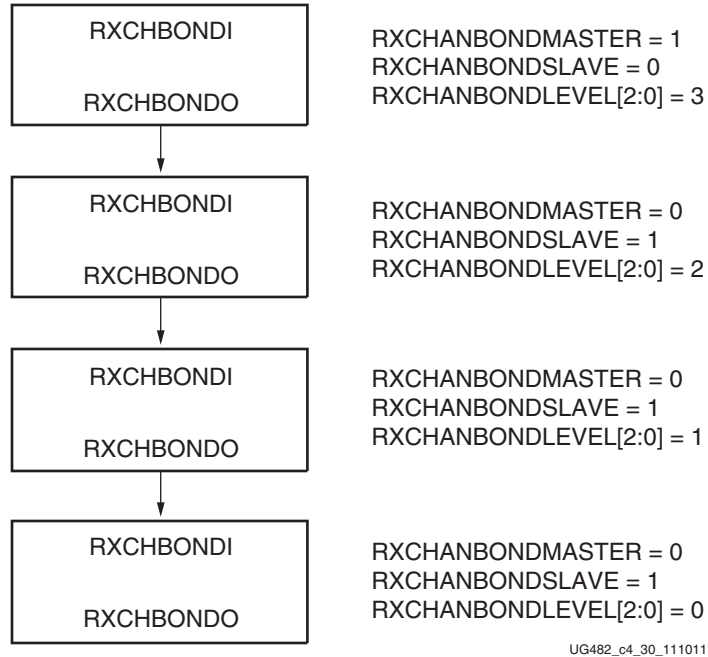 RXCHBONDI
RXCHBONDO
RXCHANBONDMASTER = 1
RXCHANBONDSLAVE = 0
RXCHANBONDLEVEL[2:0] = 3
RXCHBONDI
RXCHBONDO
RXCHANBONDMASTER = 0
RXCHANBONDSLAVE = 1
RXCHANBONDLEVEL[2:0] = 2
RXCHBONDI
RXCHBONDO
RXCHANBONDMASTER = 0
RXCHANBONDSLAVE = 1
RXCHANBONDLEVEL[2:0] = 1
RXCHBONDI
RXCHBONDO
RXCHANBONDMASTER = 0
RXCHANBONDSLAVE = 1
RXCHANBONDLEVEL[2:0] = 0
UG482_c4_30_111011